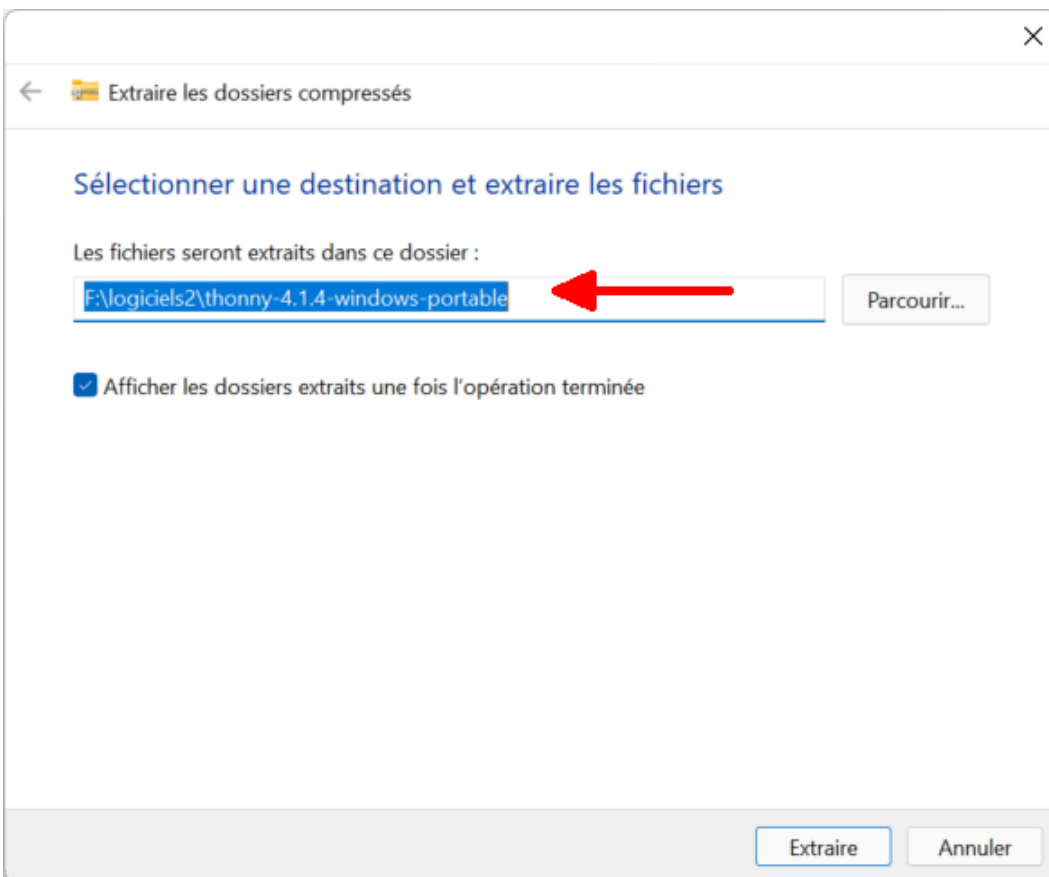 Extraire les dossiers compressés
Sélectionner une destination et extraire les fichiers
Les fichiers seront extraits dans ce dossier :
F:\logiciels2\thonny-4.1.4-windows-portable
Parcourir...
Afficher les dossiers extraits une fois l’opération terminée
Extraire
Annuler